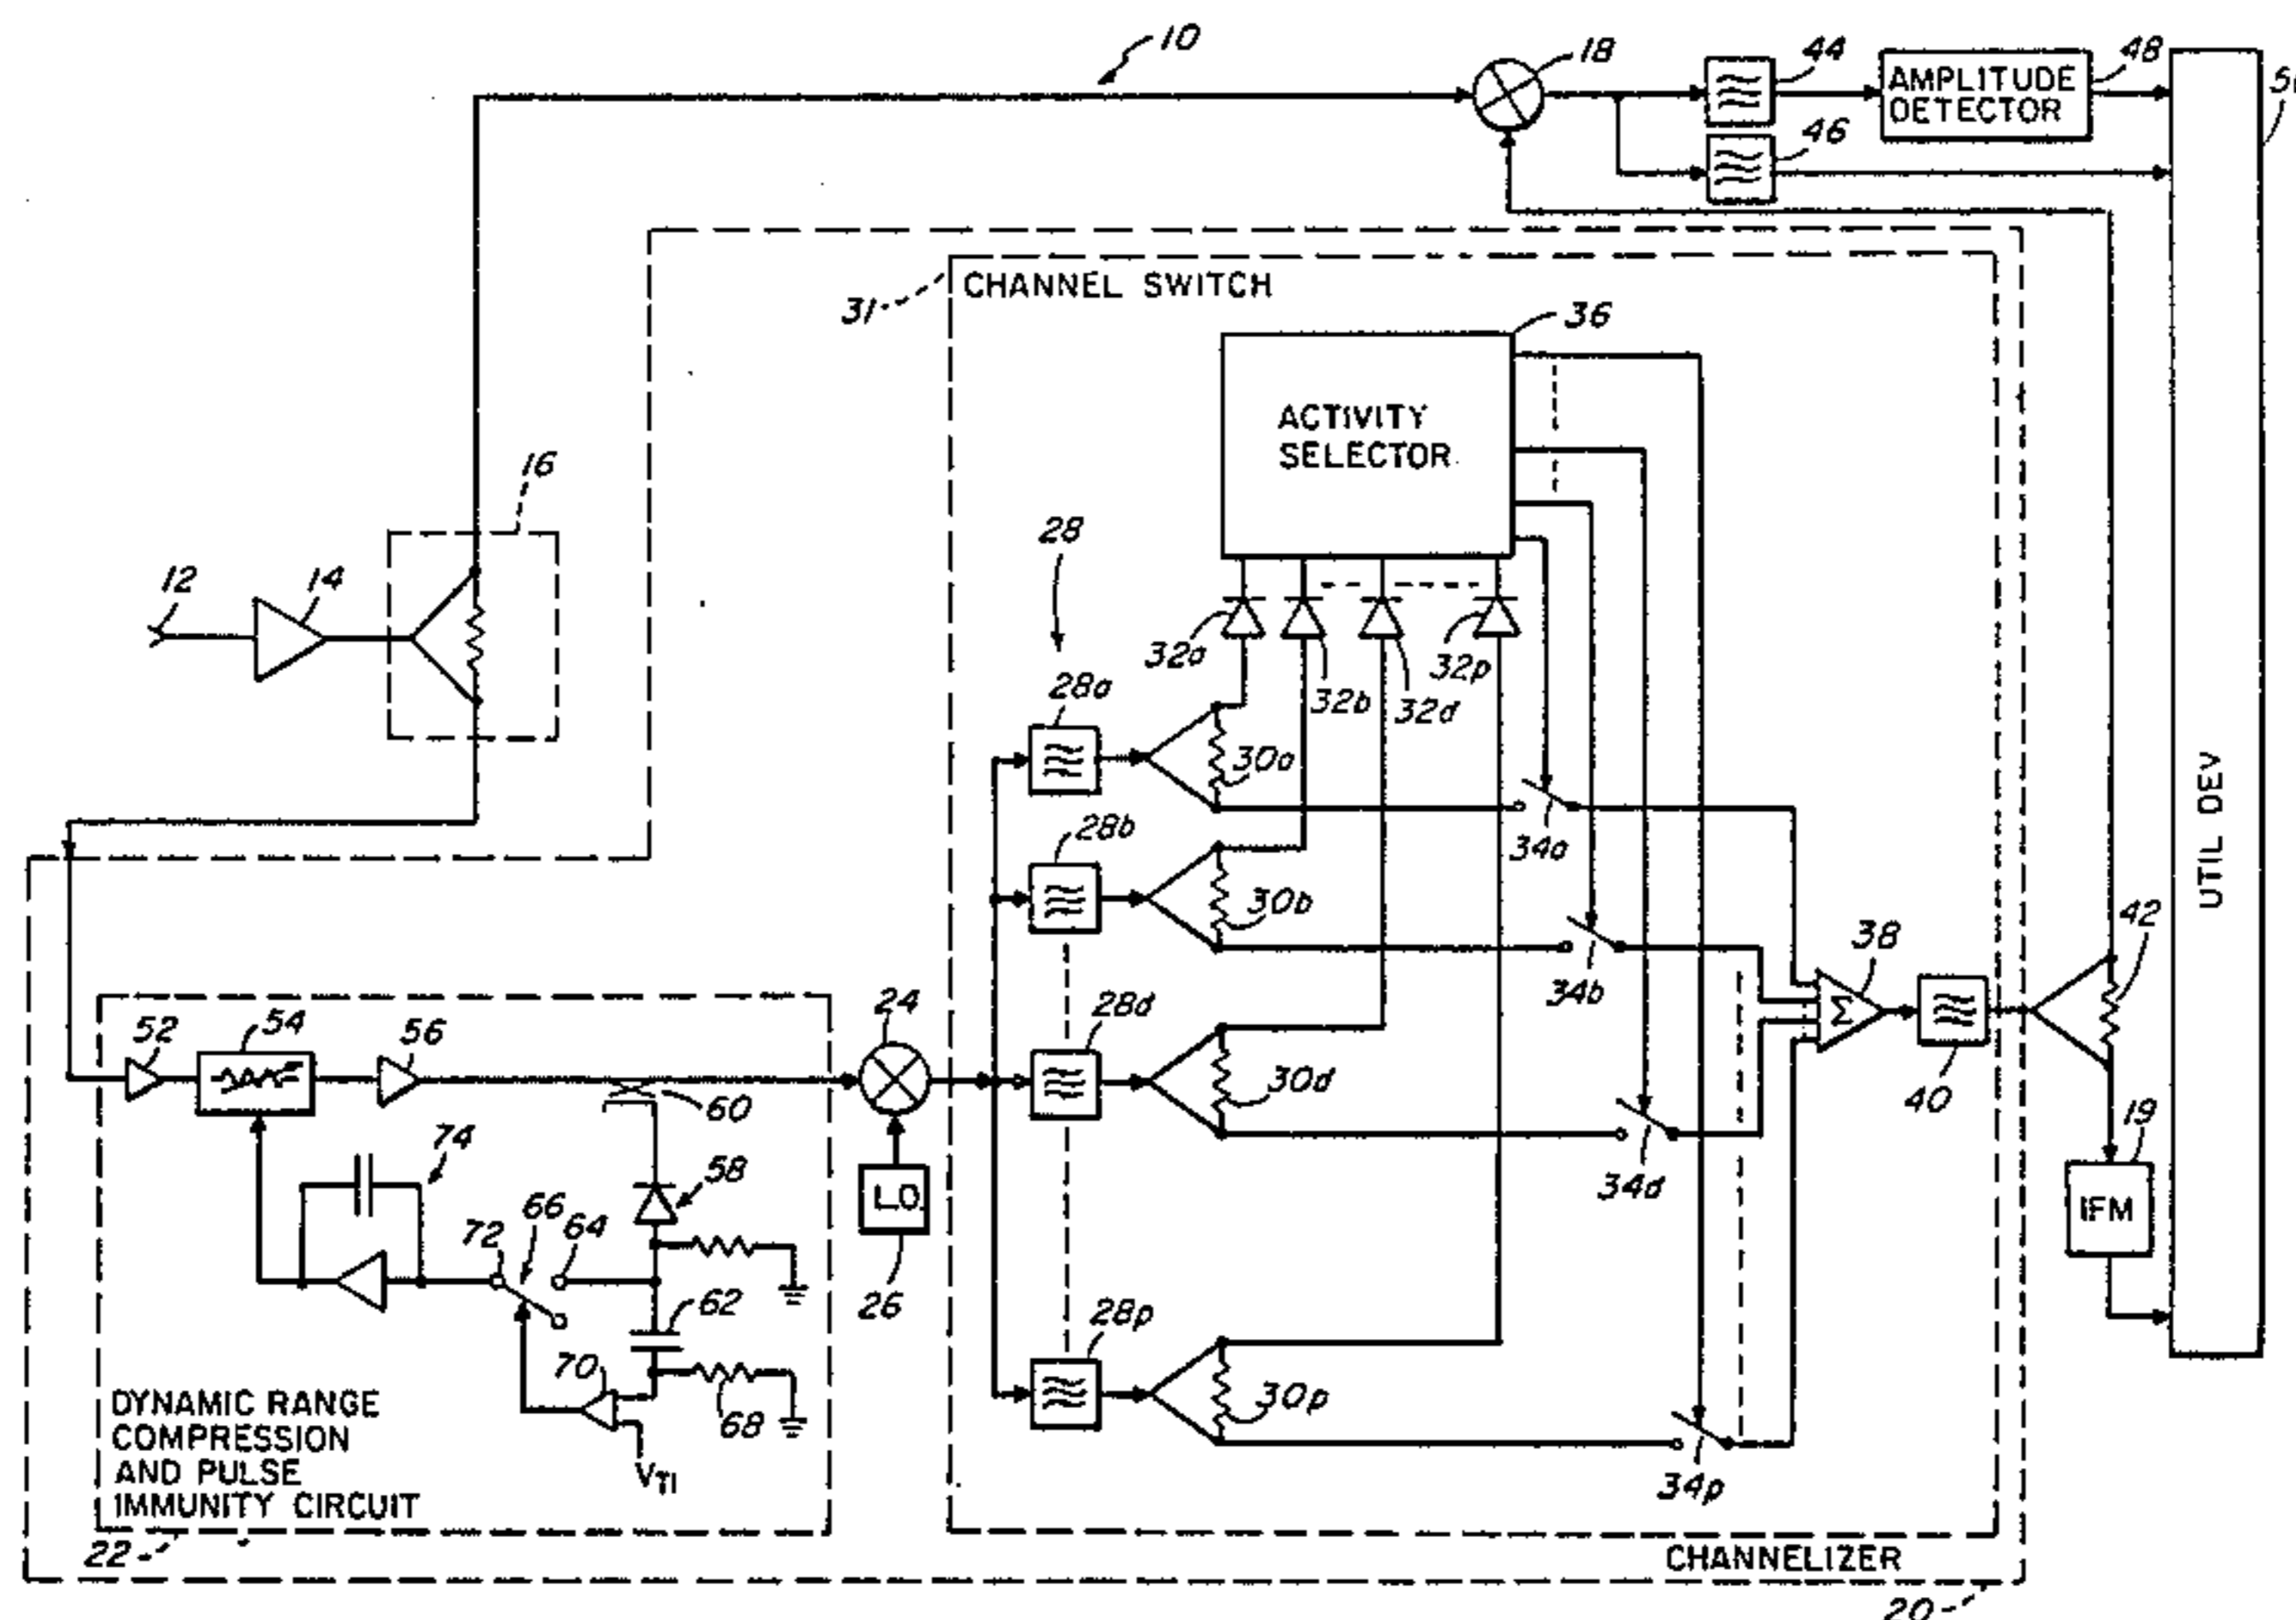 10
18
44
AMPLITUDE
DETECTOR
48
46
31
CHANNEL SWITCH
36
ACTIVITY
SELECTOR
16
12
14
28
32a
32b
32d
32p
28a
30a
34a
UTIL DEV
28b
30b
34b
38
Σ
42
24
28d
30d
34d
40
19
IFM
52
54
56
60
74
58
L.O.
26
72
66
64
62
70
68
VT1
28p
30p
34p
DYNAMIC RANGE
COMPRESSION
AND PULSE
IMMUNITY CIRCUIT
22
CHANNELIZER
20